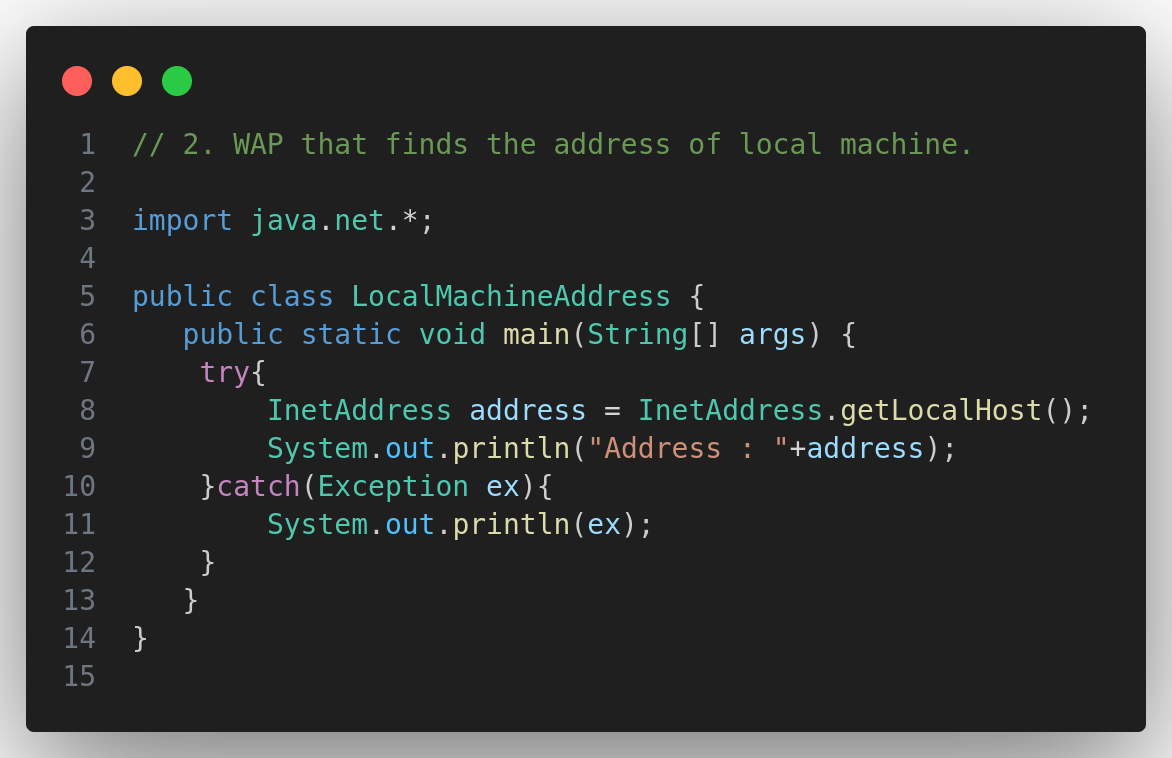 1 // 2. WAP that finds the address of local machine.
2
3 import java.net.*;
4
5 public class LocalMachineAddress {
6    public static void main(String[] args) {
7     try{
8         InetAddress address = InetAddress.getLocalHost();
9         System.out.println("Address : "+address);
10     }catch(Exception ex){
11         System.out.println(ex);
12     }
13    }
14 }
15